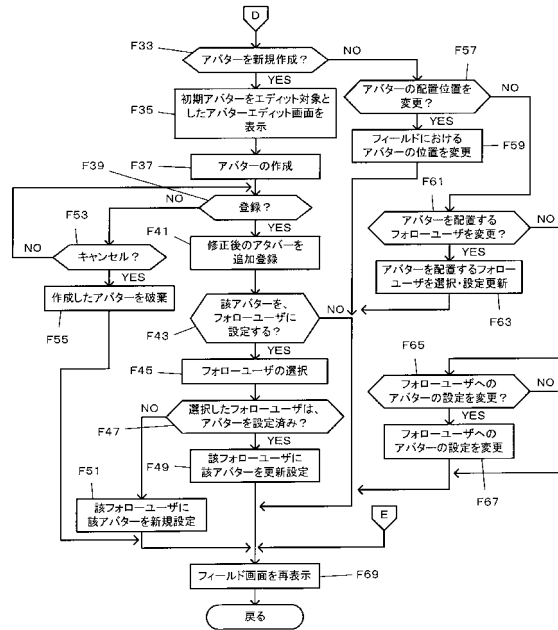 D
F33
アバターを新規作成？
NO
YES
F35
初期アバターをエディット対象と
したアバターエディット画面を
表示
F37
アバターの作成
F39
登録？
NO
YES
F53
キャンセル？
NO
YES
F41
修正後のアタバーを
追加登録
作成したアバターを破棄
F55
該アバターを、
フォローユーザに
設定する？
NO
F43
YES
F45
フォローユーザの選択
選択したフォローユーザは、
アバターを設定済み？
NO
F47
YES
F49
該フォローユーザに
該アバターを更新設定
F51
該フォローユーザに
該アバターを新規設定
F57
アバターの配置位置を
変更？
NO
YES
フィールドにおける
アバターの位置を変更
F59
F61
アバターを配置する
フォローユーザを変更？
NO
YES
アバターを配置するフォロー
ユーザを選択・設定更新
F63
F65
フォローユーザへの
アバターの設定を変更？
NO
YES
フォローユーザへの
アバターの設定を変更
F67
E
フィールド画面を再表示
F69
戻る